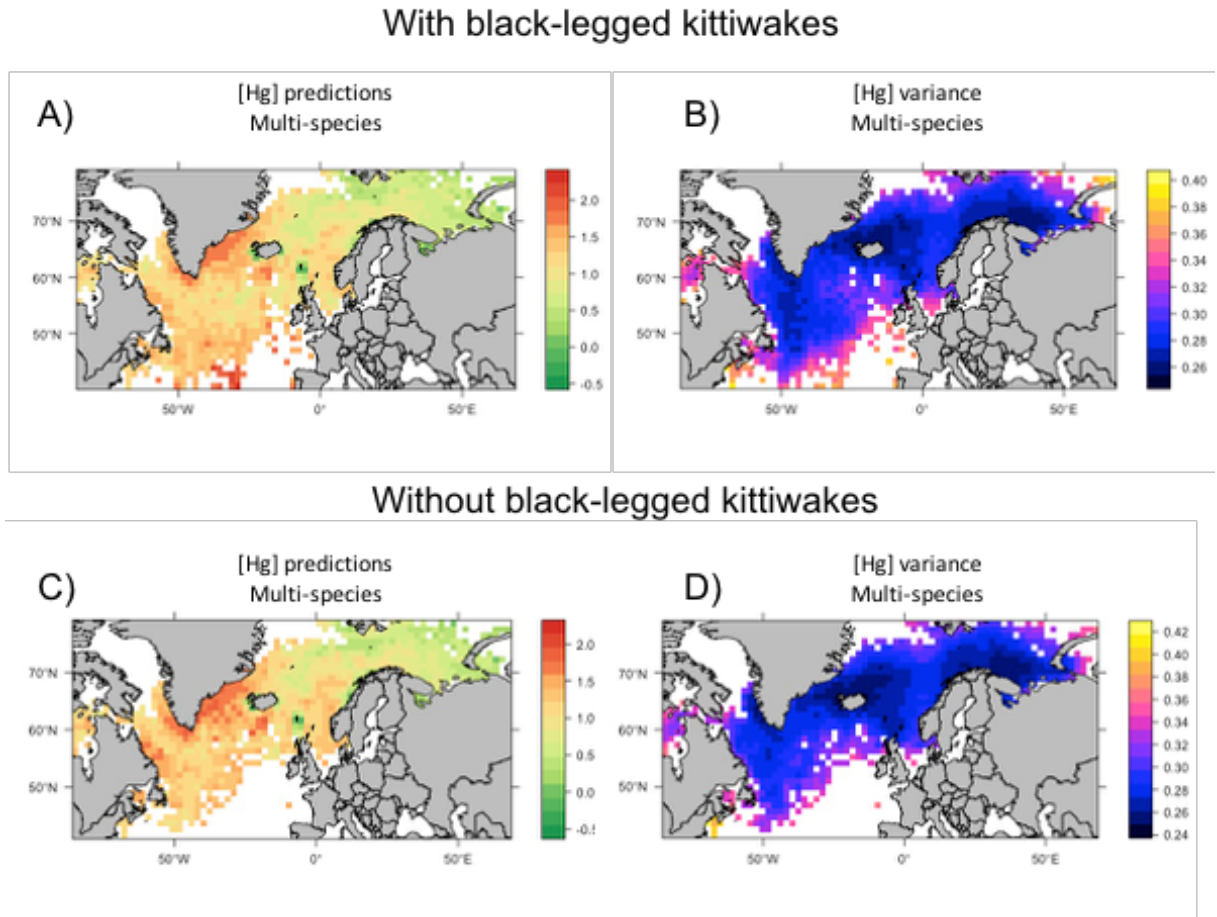 With black-legged kittiwakes
A)
[Hg] predictions
Multi-species
70°N
60°N
50°N
50°W
0°
50°E
2.0
1.5
1.0
0.5
0.0
-0.5
B)
[Hg] variance
Multi-species
70°N
60°N
50°N
50°W
0°
50°E
0.40
0.38
0.36
0.34
0.32
0.30
0.28
0.26
Without black-legged kittiwakes
C)
[Hg] predictions
Multi-species
70°N
60°N
50°N
50°W
0°
50°E
2.0
1.5
1.0
0.5
0.0
-0.5
D)
[Hg] variance
Multi-species
70°N
60°N
50°N
50°W
0°
50°E
0.42
0.40
0.38
0.36
0.34
0.32
0.30
0.28
0.26
0.24